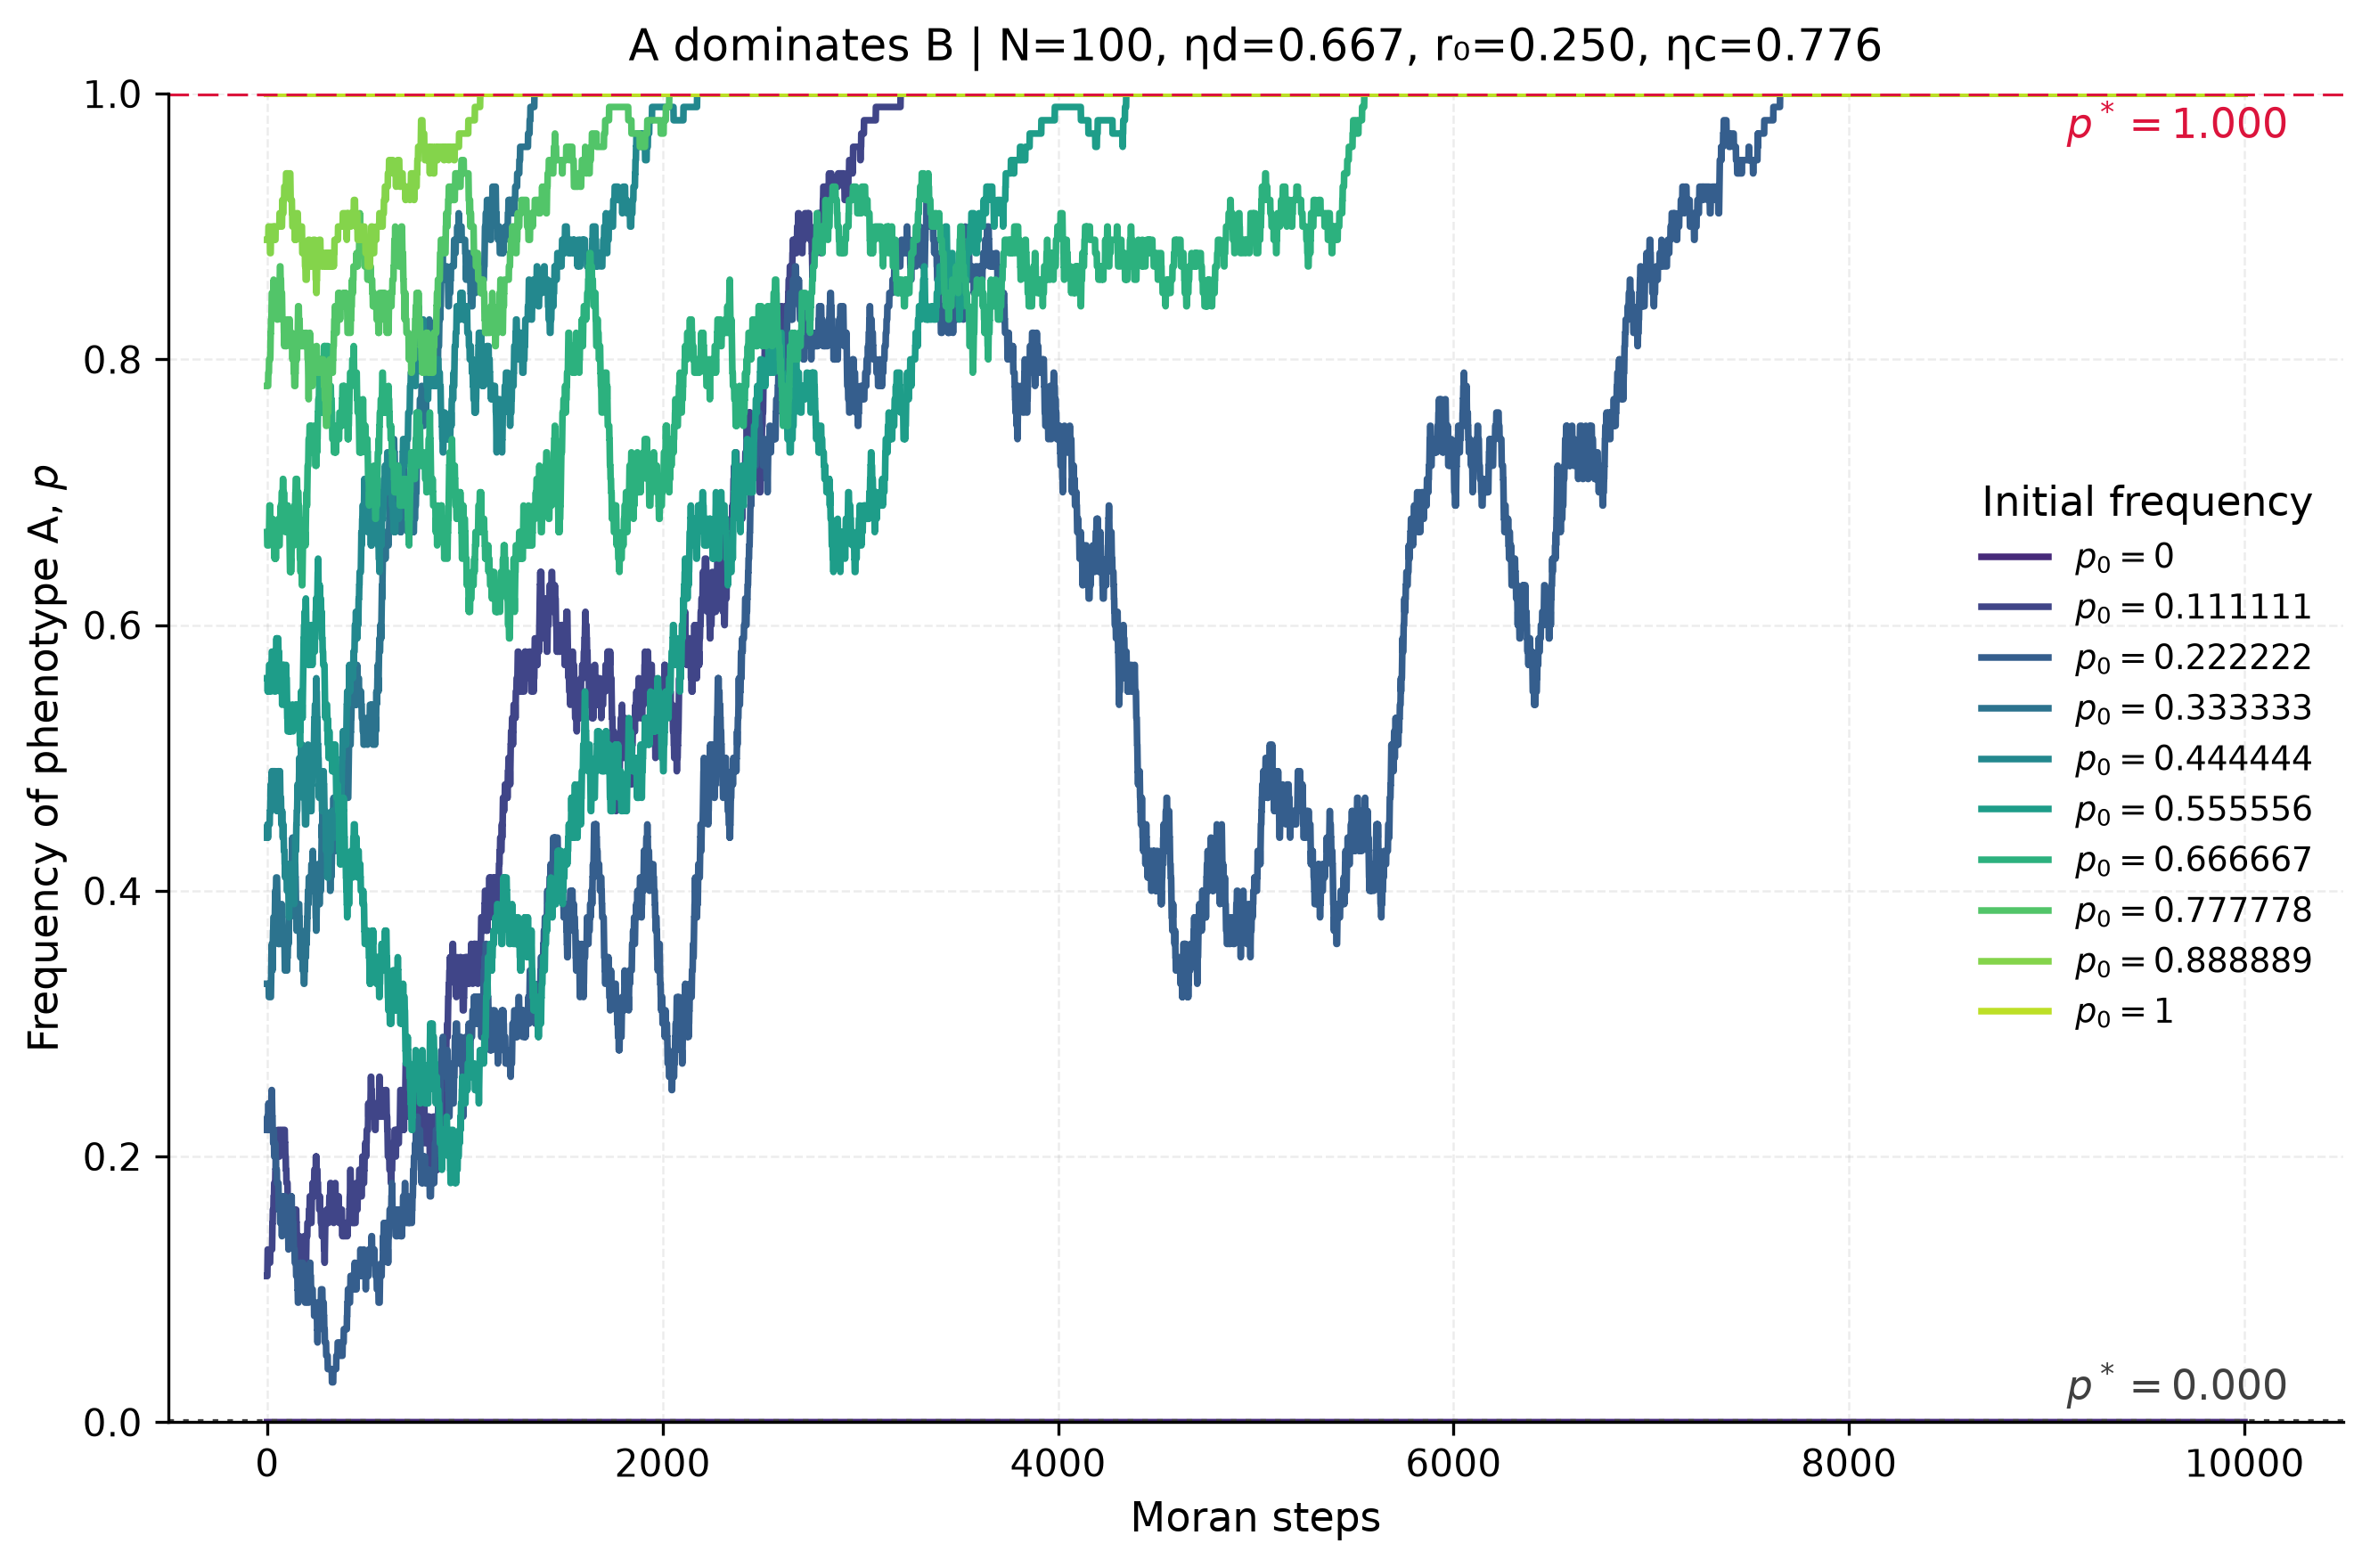 A dominates B | N=100, ηd=0.667, r₀=0.250, ηc=0.776
1.0
0.8
0.6
0.4
0.2
0.0
Frequency of phenotype A, p
p* = 1.000
Initial frequency
p₀ = 0
p₀ = 0.111111
p₀ = 0.222222
p₀ = 0.333333
p₀ = 0.444444
p₀ = 0.555556
p₀ = 0.666667
p₀ = 0.777778
p₀ = 0.888889
p₀ = 1
p* = 0.000
0 2000 4000 6000 8000 10000
Moran steps